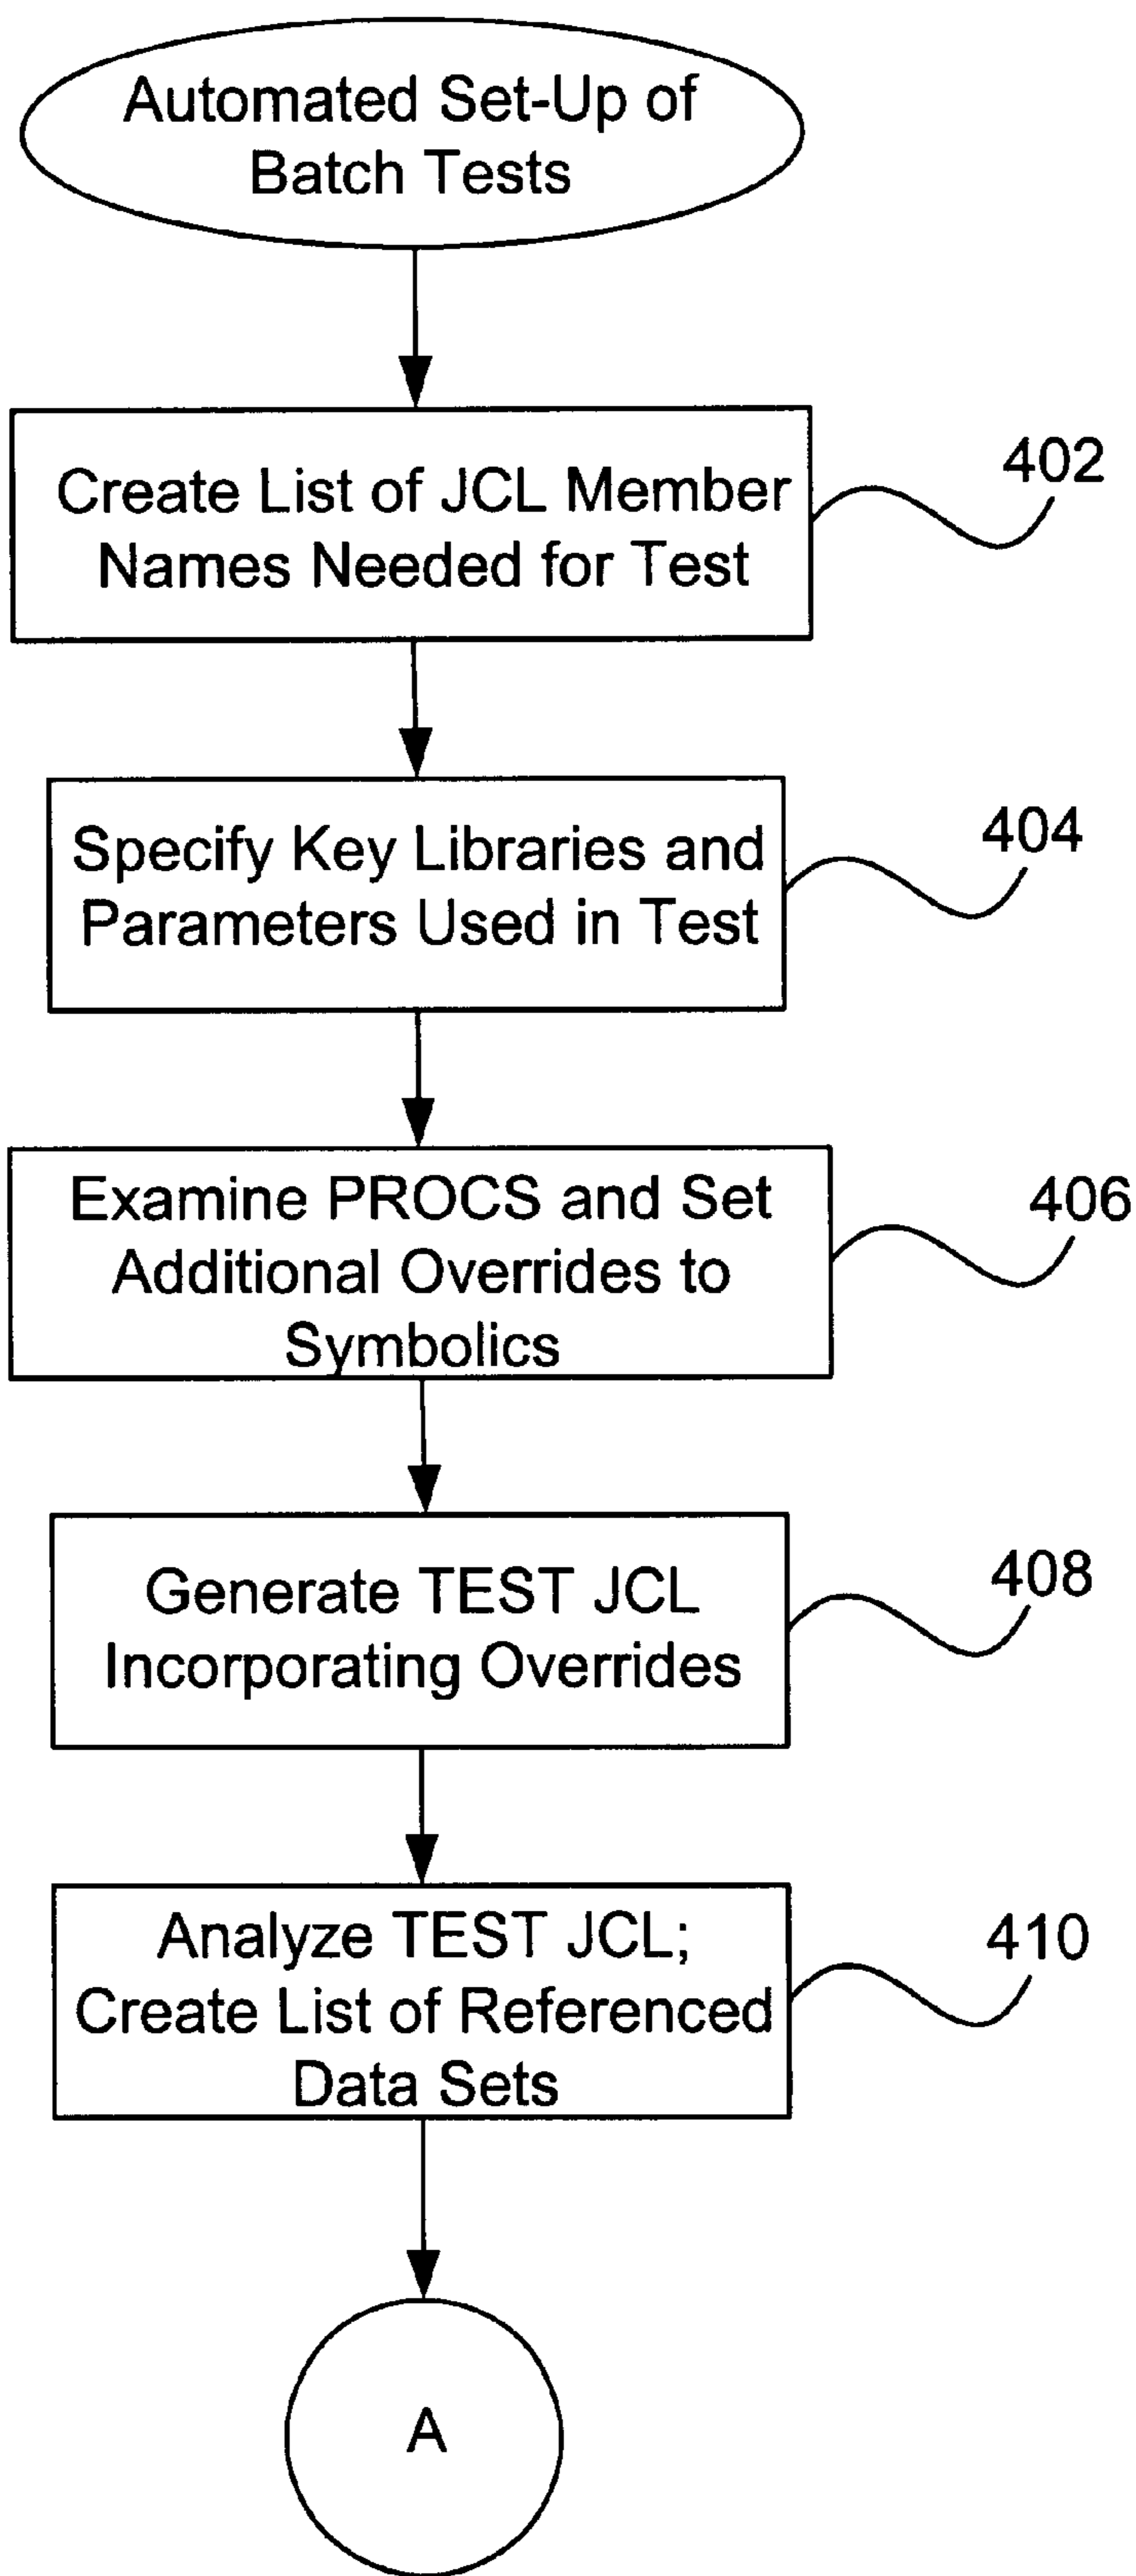 Automated Set-Up of
Batch Tests
Create List of JCL Member
Names Needed for Test
402
Specify Key Libraries and
Parameters Used in Test
404
Examine PROCS and Set
Additional Overrides to
Symbolics
406
Generate TEST JCL
Incorporating Overrides
408
Analyze TEST JCL;
Create List of Referenced
Data Sets
410
A